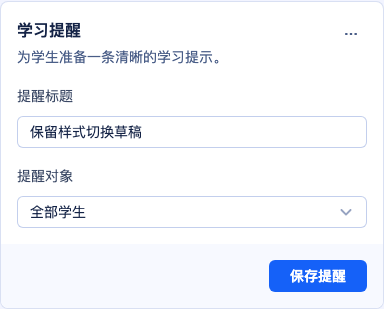 学习提醒
...
为学生准备一条清晰的学习提示。
提醒标题
保留样式切换草稿
提醒对象
全部学生
保存提醒